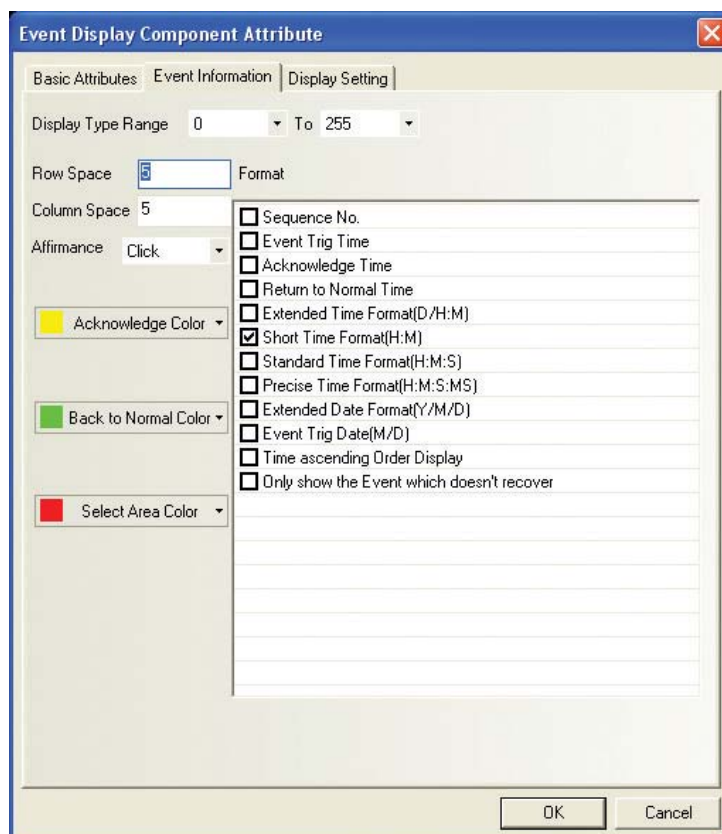 Event Display Component Attribute
Basic Attributes Event Information Display Setting
Display Type Range 0 To 255
Row Space 5 Format
Column Space 5
Affirmance Click
Acknowledge Color
Back to Normal Color
Select Area Color
Sequence No.
Event Trig Time
Acknowledge Time
Return to Normal Time
Extended Time Format(D/H:M)
Short Time Format(H:M)
Standard Time Format(H:M:S)
Precise Time Format(H:M:S:MS)
Extended Date Format(Y/M/D)
Event Trig Date(M/D)
Time ascending Order Display
Only show the Event which doesn't recover
OK Cancel